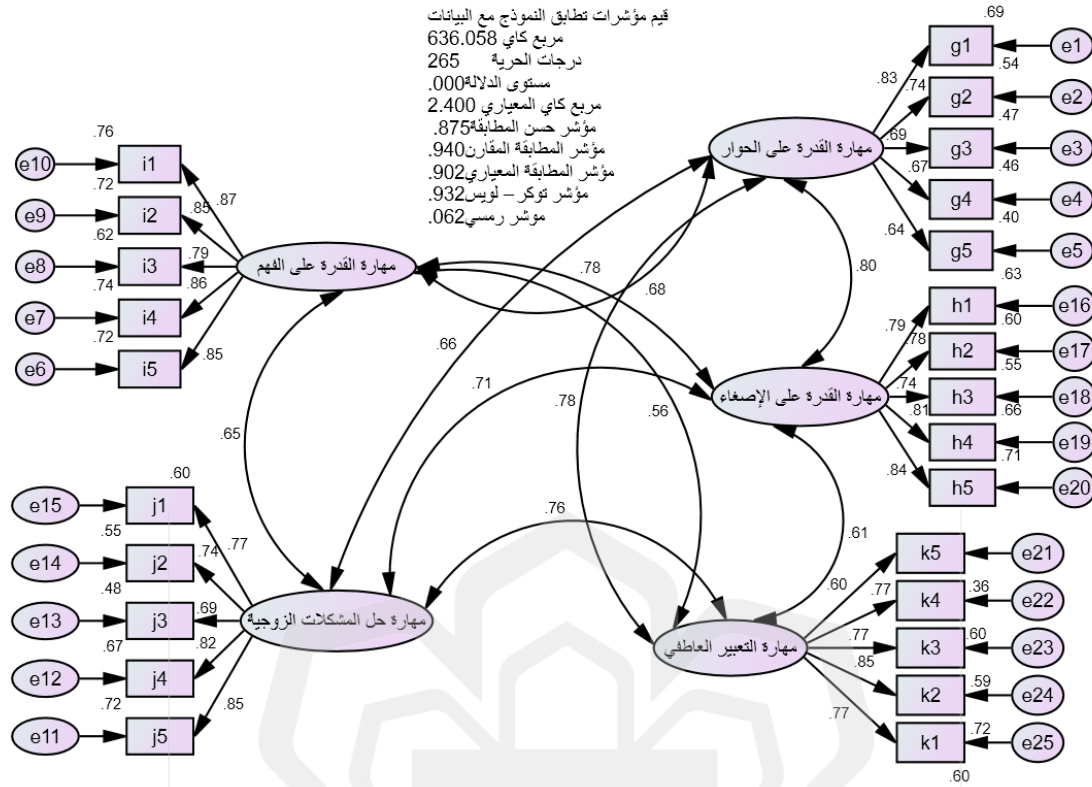 قيم مؤشرات تطابق النموذج مع البيانات
مربع كاي 636.058
درجات الحرية 265
مستوى الدلالة000.
مربع كاي المعياري 2.400
مؤشر حسن المطابقة875.
مؤشر المطابقة المقارن940.
مؤشر المطابقة المعياري902.
مؤشر توكر – لويس932.
موشر رمسي062.
.69
g1
e1
.83
.54
g2
e2
.74
.47
g3
e3
.69
.46
g4
e4
.67
.40
g5
e5
.64
مهارة القدرة على الحوار
.76
e10
i1
.87
.72
e9
i2
.85
.62
e8
i3
.79
.74
e7
i4
.86
.72
e6
i5
.85
مهارة القدرة على الفهم
.78
.68
.80
.66
.71
.78
.56
.65
.76
.61
.63
h1
e16
.79
.60
h2
e17
.78
.55
h3
e18
.74
.66
h4
e19
.81
.71
h5
e20
.84
مهارة القدرة على الإصغاء
.60
e15
j1
.77
.55
e14
j2
.74
.48
e13
j3
.69
.67
e12
j4
.82
.72
e11
j5
.85
مهارة حل المشكلات الزوجية
مهارة التعبير العاطفي
k5
e21
.60
.36
k4
e22
.77
.60
k3
e23
.77
.59
k2
e24
.85
.72
k1
e25
.77
.60